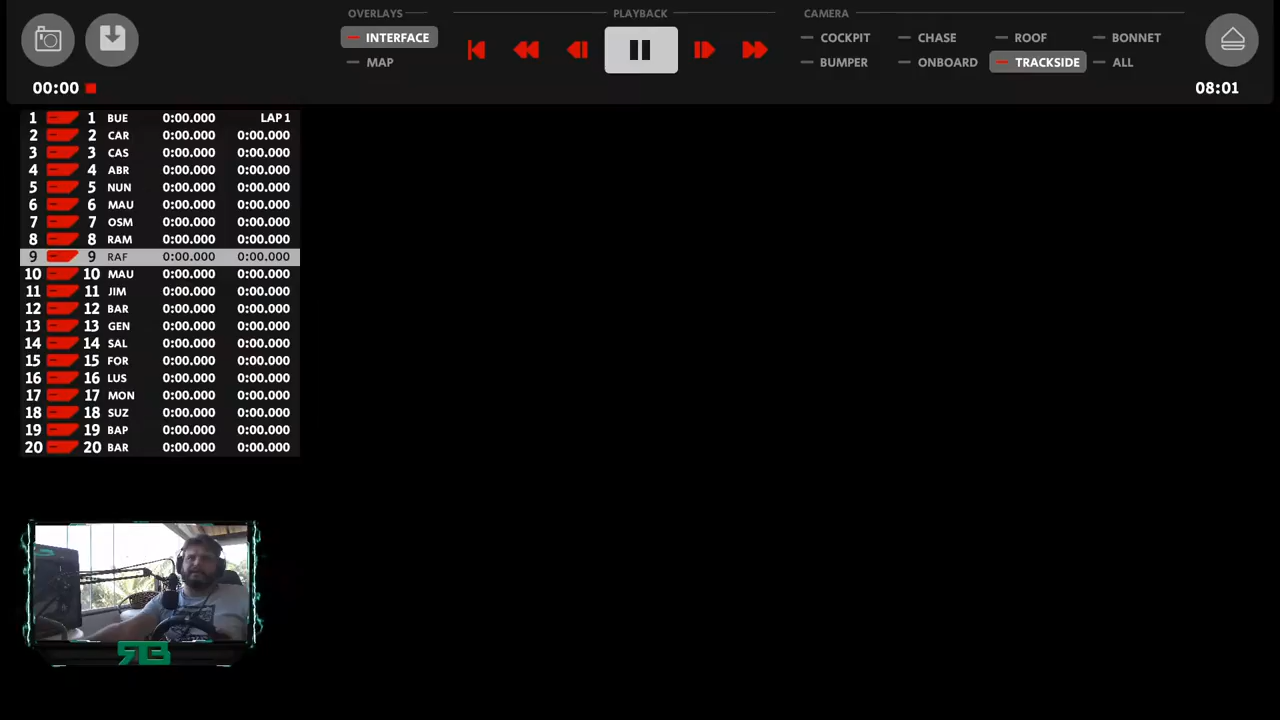 OVERLAYS
PLAYBACK
CAMERA
INTERFACE
MAP
COCKPIT
CHASE
ROOF
BONNET
BUMPER
ONBOARD
TRACKSIDE
ALL
00:00
08:01
1 1 BUE 0:00.000 LAP 1
2 2 CAR 0:00.000 0:00.000
3 3 CAS 0:00.000 0:00.000
4 4 ABR 0:00.000 0:00.000
5 5 NUN 0:00.000 0:00.000
6 6 MAU 0:00.000 0:00.000
7 7 OSM 0:00.000 0:00.000
8 8 RAM 0:00.000 0:00.000
9 9 RAF 0:00.000 0:00.000
10 10 MAU 0:00.000 0:00.000
11 11 JIM 0:00.000 0:00.000
12 12 BAR 0:00.000 0:00.000
13 13 GEN 0:00.000 0:00.000
14 14 SAL 0:00.000 0:00.000
15 15 FOR 0:00.000 0:00.000
16 16 LUS 0:00.000 0:00.000
17 17 MON 0:00.000 0:00.000
18 18 SUZ 0:00.000 0:00.000
19 19 BAP 0:00.000 0:00.000
20 20 BAR 0:00.000 0:00.000